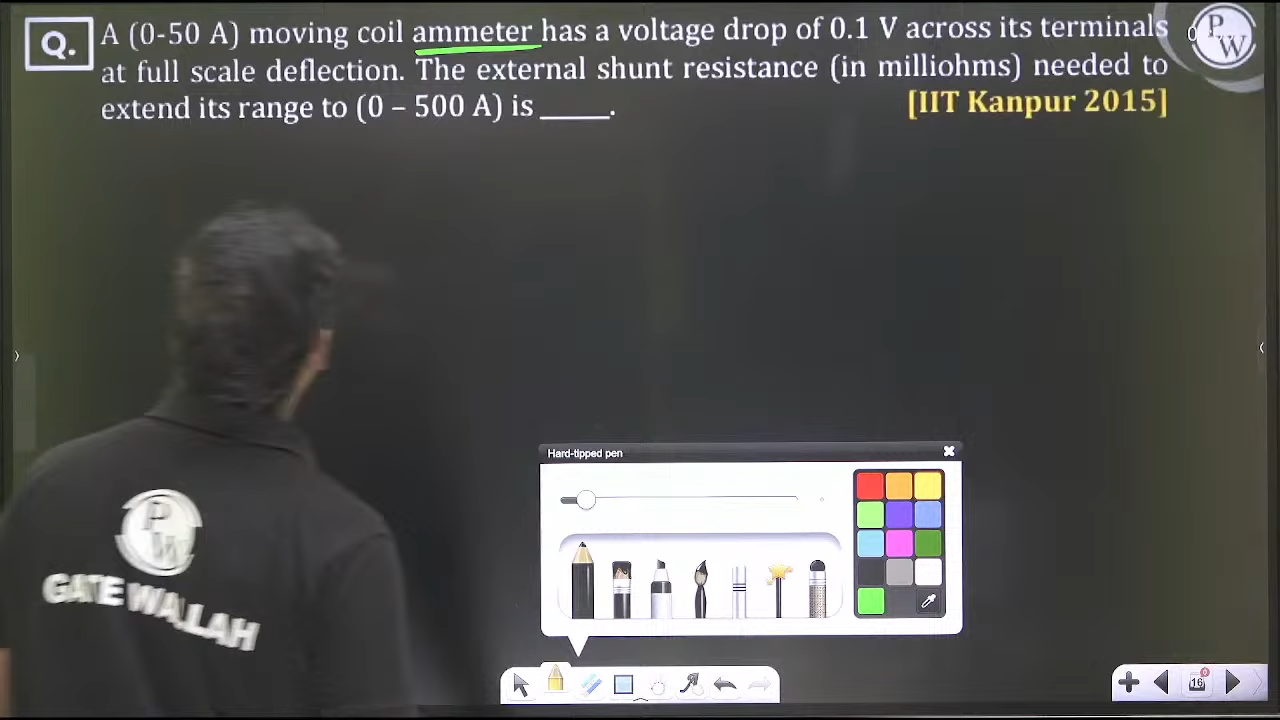 Q. A (0-50 A) moving coil ammeter has a voltage drop of 0.1 V across its terminals
at full scale deflection. The external shunt resistance (in milliohms) needed to
extend its range to (0 – 500 A) is _____. [IIT Kanpur 2015]
P
W
P
W
GATE WALLAH
Hard-tipped pen
16